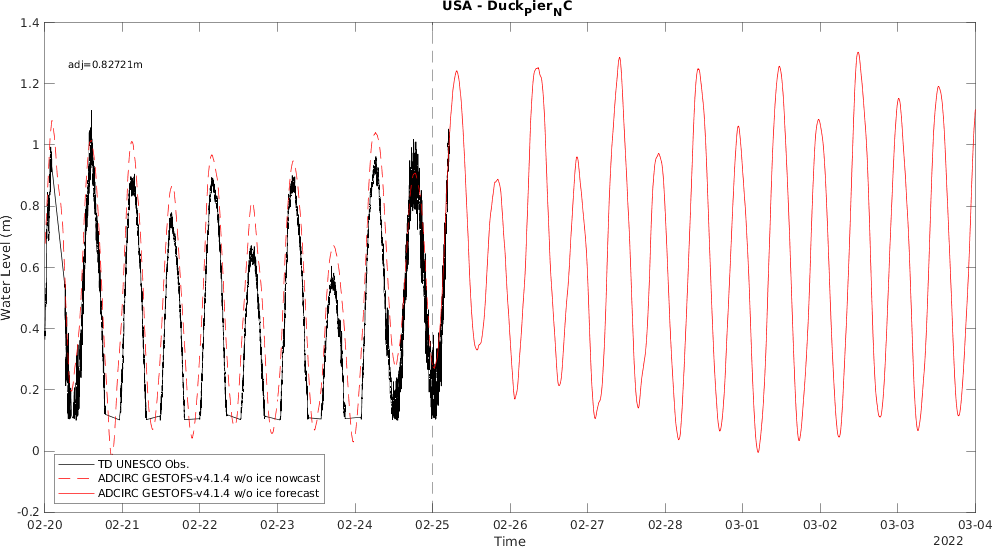 USA - DuckPierNC
1.4
adj=0.82721m
1.2
1
0.8
0.6
0.4
0.2
0
-0.2
Water Level (m)
TD UNESCO Obs.
ADCIRC GESTOFS-v4.1.4 w/o ice nowcast
ADCIRC GESTOFS-v4.1.4 w/o ice forecast
02-20 02-21 02-22 02-23 02-24 02-25 02-26 02-27 02-28 03-01 03-02 03-03 03-04
Time
2022